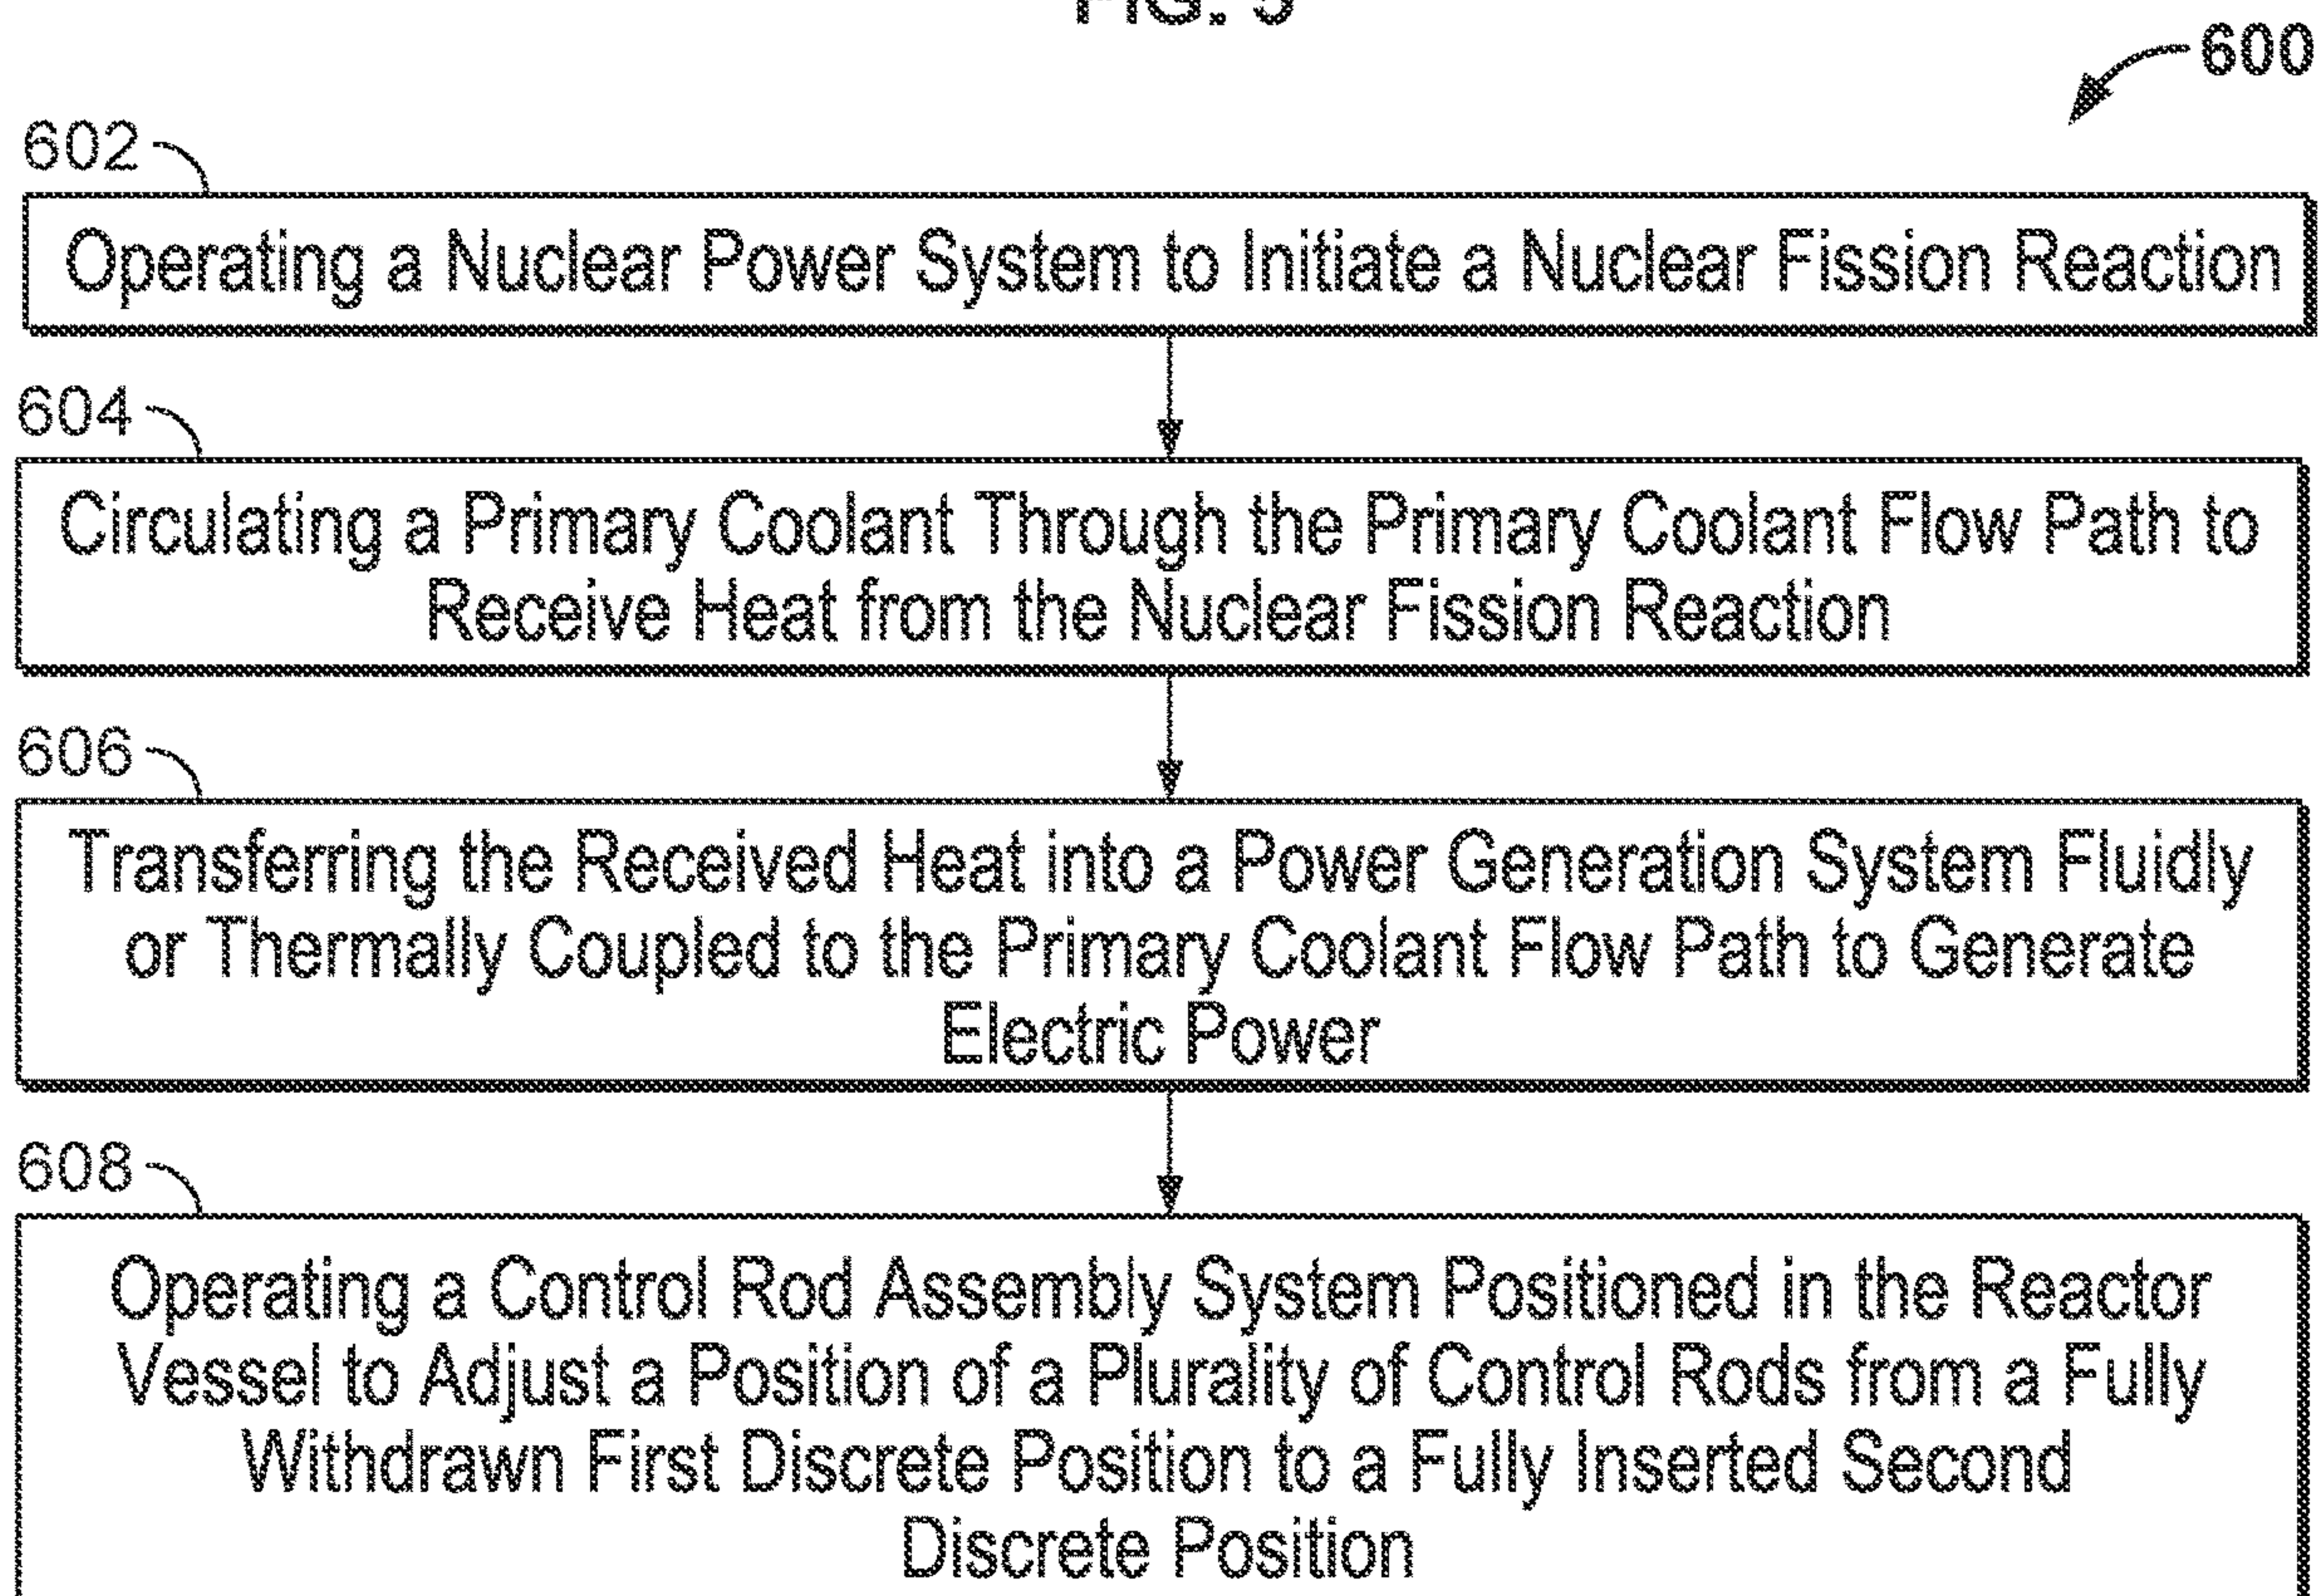 600
602
Operating a Nuclear Power System to Initiate a Nuclear Fission Reaction
604
Circulating a Primary Coolant Through the Primary Coolant Flow Path to
Receive Heat from the Nuclear Fission Reaction
606
Transferring the Received Heat into a Power Generation System Fluidly
or Thermally Coupled to the Primary Coolant Flow Path to Generate
Electric Power
608
Operating a Control Rod Assembly System Positioned in the Reactor
Vessel to Adjust a Position of a Plurality of Control Rods from a Fully
Withdrawn First Discrete Position to a Fully Inserted Second
Discrete Position